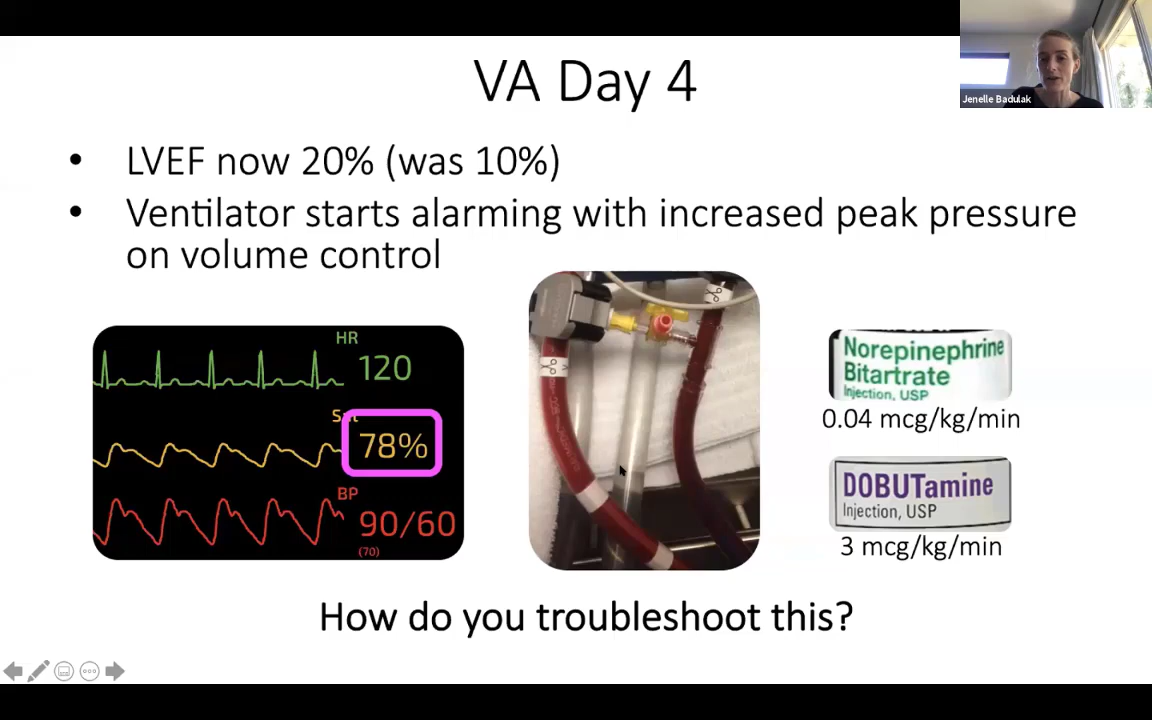 VA Day 4
Jenelle Badulak
• LVEF now 20% (was 10%)
• Ventilator starts alarming with increased peak pressure
on volume control
HR
120
Sat
78%
BP
90/60
(70)
Norepinephrine
Bitartrate
Injection, USP
0.04 mcg/kg/min
DOBUTamine
Injection, USP
3 mcg/kg/min
How do you troubleshoot this?